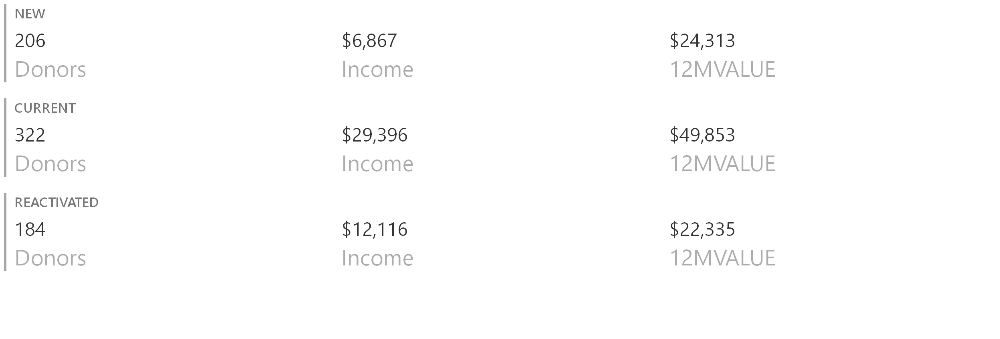 NEW
206 $6,867 $24,313
Donors Income 12MVALUE
CURRENT
322 $29,396 $49,853
Donors Income 12MVALUE
REACTIVATED
184 $12,116 $22,335
Donors Income 12MVALUE